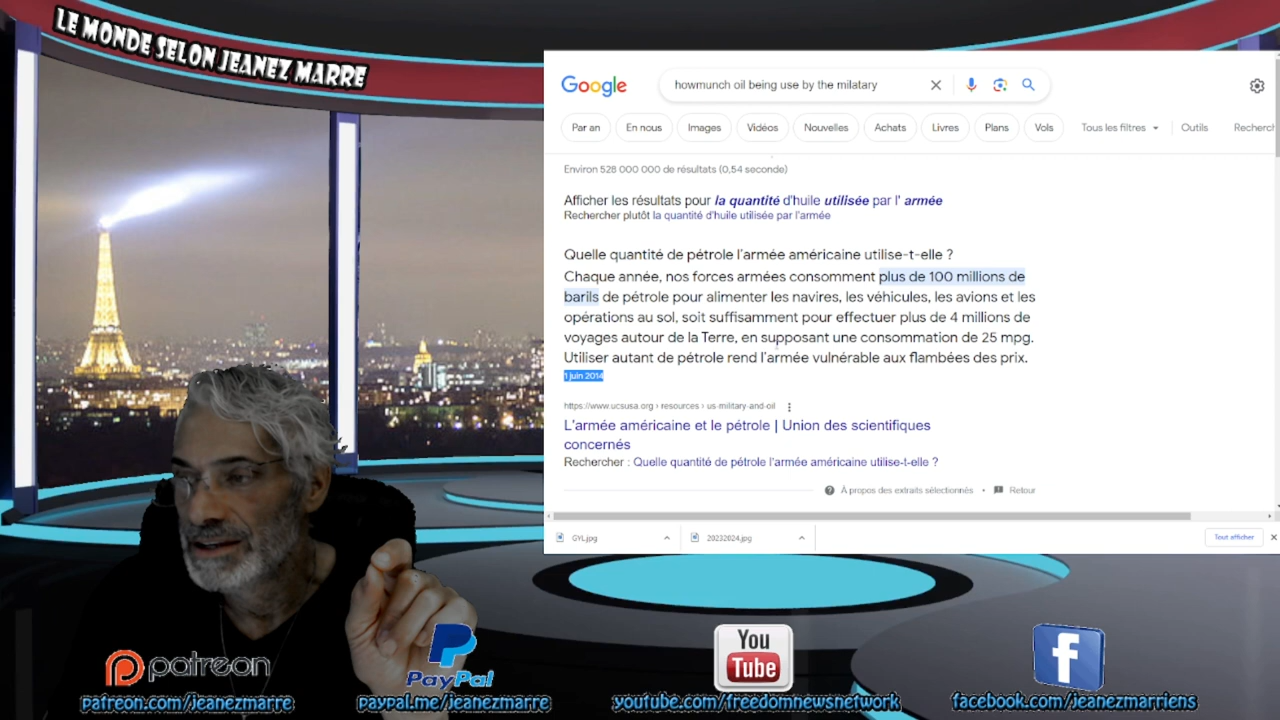 LE MONDE SELON JEANEZ MARRE
Google
howmunch oil being use by the milatary
Par an
En nous
Images
Vidéos
Nouvelles
Achats
Livres
Plans
Vols
Tous les filtres
Outils
Recherch
Environ 528 000 000 de résultats (0,54 seconde)
Afficher les résultats pour la quantité d'huile utilisée par l' armée
Rechercher plutôt la quantité d'huile utilisée par l'armée
Quelle quantité de pétrole l'armée américaine utilise-t-elle ?
Chaque année, nos forces armées consomment plus de 100 millions de
barils de pétrole pour alimenter les navires, les véhicules, les avions et les
opérations au sol, soit suffisamment pour effectuer plus de 4 millions de
voyages autour de la Terre, en supposant une consommation de 25 mpg.
Utiliser autant de pétrole rend l'armée vulnérable aux flambées des prix.
1 juin 2014
https://www.ucsusa.org › resources › us-military-and-oil
L'armée américaine et le pétrole | Union des scientifiques
concernés
Rechercher : Quelle quantité de pétrole l'armée américaine utilise-t-elle ?
À propos des extraits sélectionnés • Retour
GYL.jpg
20232024.jpg
Tout afficher
patreon
PayPal
You
Tube
f
patreon.com/jeanezmarre
paypal.me/jeanezmarre
youtube.com/freedomnewsnetwork
facebook.com/jeanezmarriens